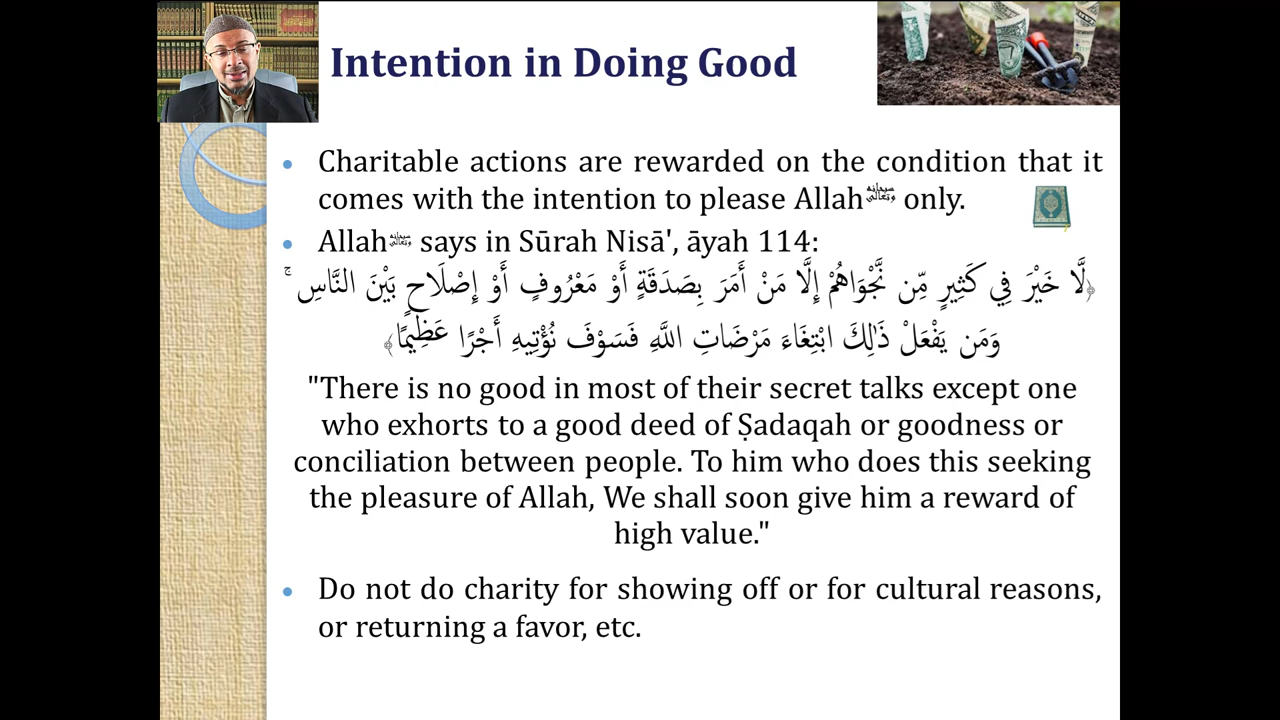 Intention in Doing Good
• Charitable actions are rewarded on the condition that it
comes with the intention to please Allah سبحانه وتعالى only.
• Allah سبحانه وتعالى says in Sūrah Nisā', āyah 114:
﴿لَّا خَيْرَ فِي كَثِيرٍ مِّن نَّجْوَاهُمْ إِلَّا مَنْ أَمَرَ بِصَدَقَةٍ أَوْ مَعْرُوفٍ أَوْ إِصْلَاحٍ بَيْنَ النَّاسِ ۚ
وَمَن يَفْعَلْ ذَالِكَ ابْتِغَاءَ مَرْضَاتِ اللَّهِ فَسَوْفَ نُؤْتِيهِ أَجْرًا عَظِيمًا﴾
"There is no good in most of their secret talks except one
who exhorts to a good deed of Ṣadaqah or goodness or
conciliation between people. To him who does this seeking
the pleasure of Allah, We shall soon give him a reward of
high value."
• Do not do charity for showing off or for cultural reasons,
or returning a favor, etc.